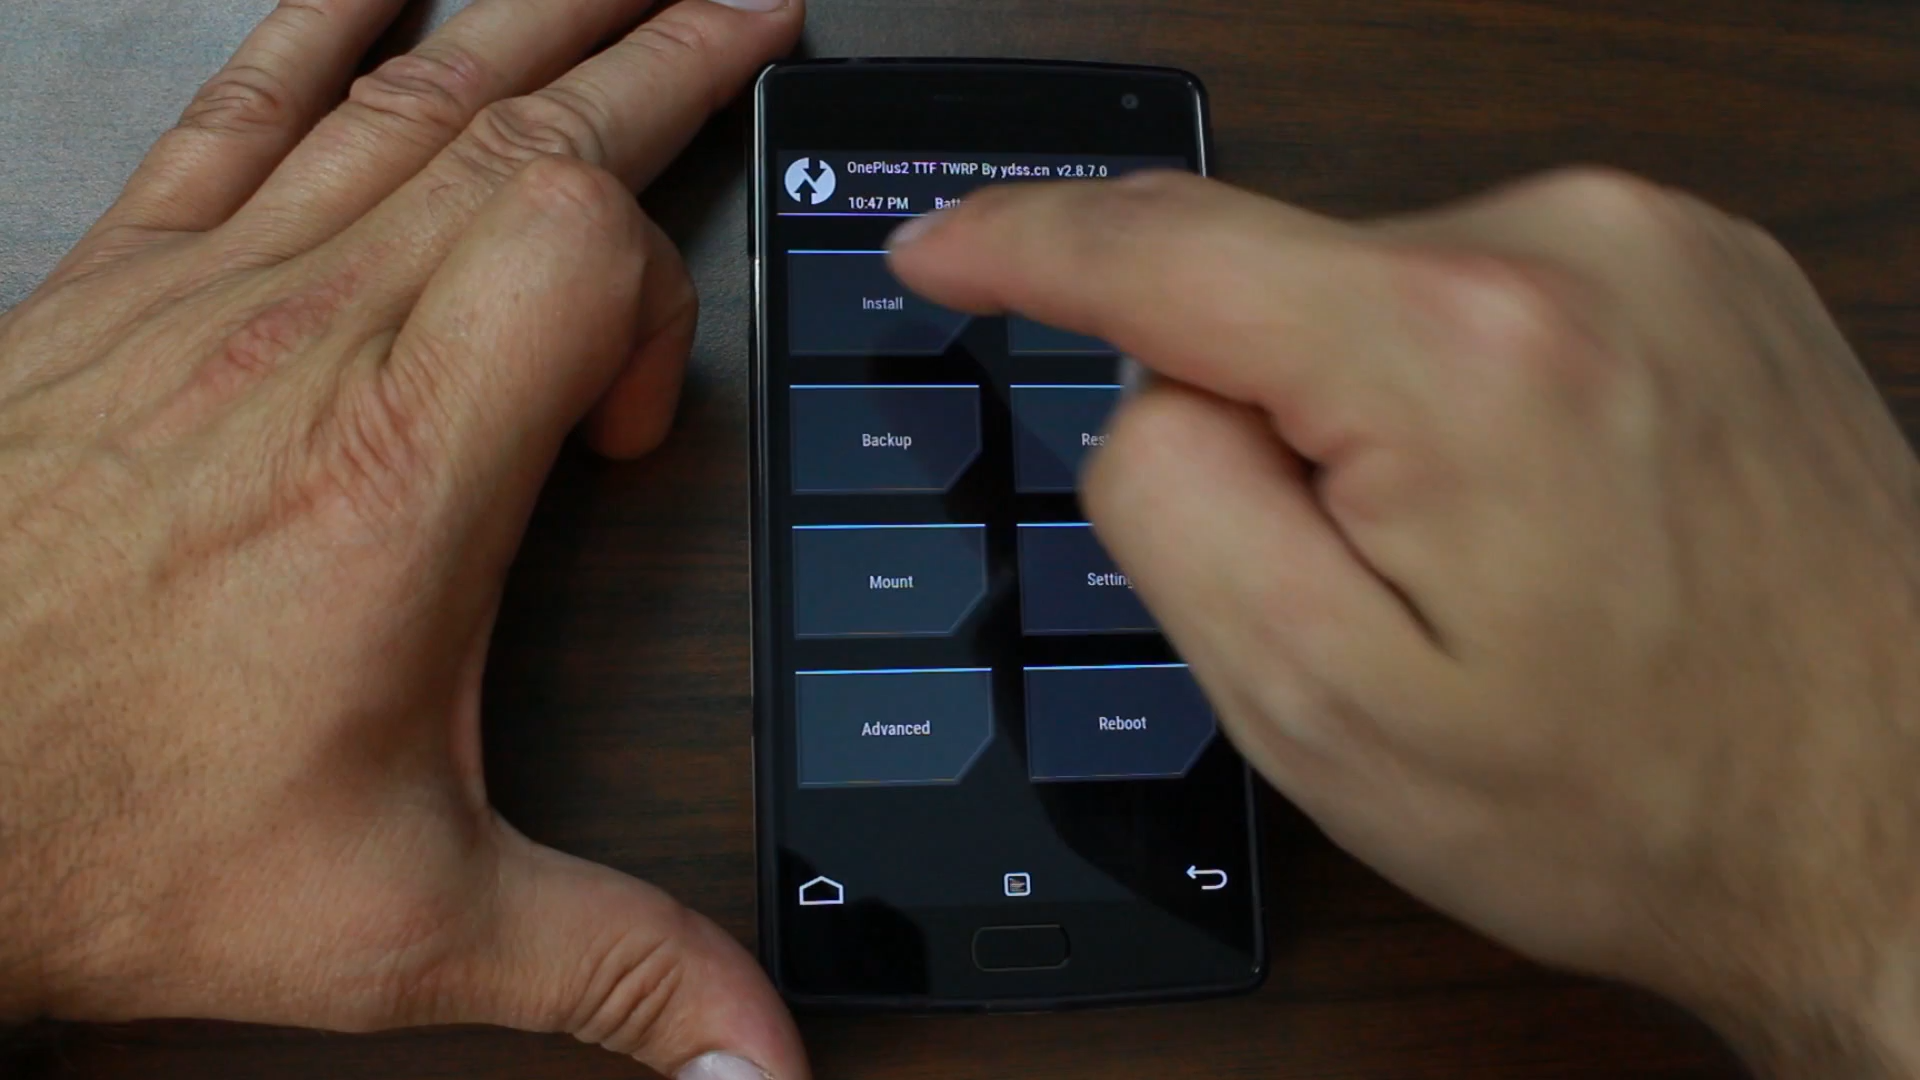 OnePlus2 TTF TWRP By ydss.cn v2.8.7.0
10:47 PM
Install
Backup
Mount
Advanced
Reboot